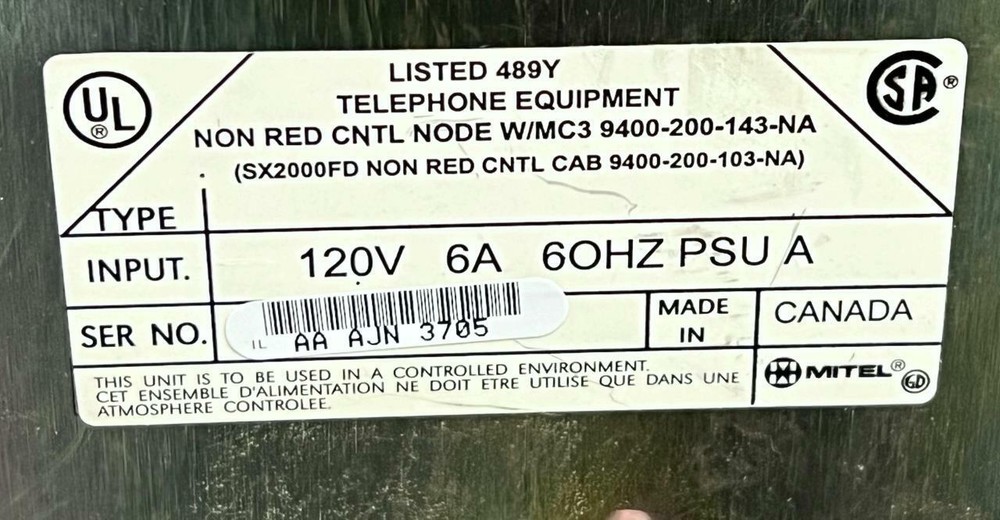 UL®
LISTED 489Y
SA®
TELEPHONE EQUIPMENT
NON RED CNTL NODE W/MC3 9400-200-143-NA
(SX2000FD NON RED CNTL CAB 9400-200-103-NA)
TYPE
INPUT. 120V 6A 60HZ PSU A
SER NO. IL AA AJN 3705
MADE IN CANADA
THIS UNIT IS TO BE USED IN A CONTROLLED ENVIRONMENT.
CET ENSEMBLE D'ALIMENTATION NE DOIT ETRE UTILISE QUE DANS UNE
ATMOSPHERE CONTROLEE.
MITEL® GD